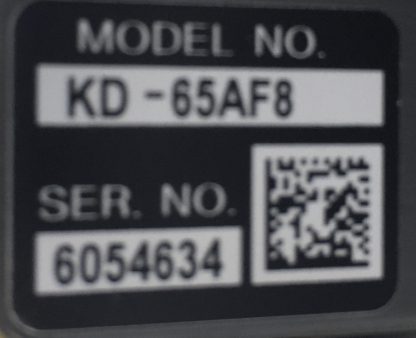 MODEL NO.
KD-65AF8
SER. NO.
6054634